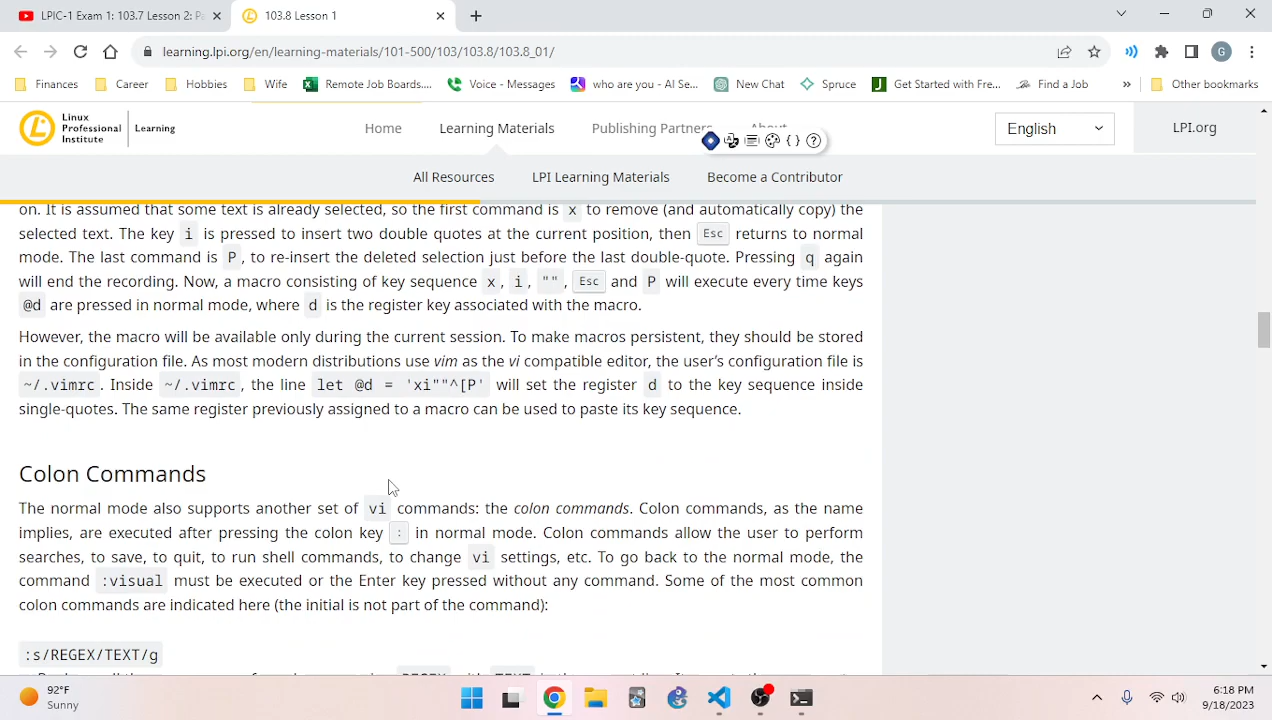 LPIC-1 Exam 1: 103.7 Lesson 2: Pa
103.8 Lesson 1
learning.lpi.org/en/learning-materials/101-500/103/103.8/103.8_01/
G
Finances
Career
Hobbies
Wife
Remote Job Boards....
Voice - Messages
who are you - AI Se...
New Chat
Spruce
Get Started with Fre...
Find a Job
»
Other bookmarks
Linux
Professional
Institute
Learning
Home
Learning Materials
Publishing Partners
About
English
LPI.org
All Resources
LPI Learning Materials
Become a Contributor
on. It is assumed that some text is already selected, so the first command is x to remove (and automatically copy) the
selected text. The key i is pressed to insert two double quotes at the current position, then Esc returns to normal
mode. The last command is P, to re-insert the deleted selection just before the last double-quote. Pressing q again
will end the recording. Now, a macro consisting of key sequence x, i, "", Esc and P will execute every time keys
@d are pressed in normal mode, where d is the register key associated with the macro.
However, the macro will be available only during the current session. To make macros persistent, they should be stored
in the configuration file. As most modern distributions use vim as the vi compatible editor, the user's configuration file is
~/.vimrc. Inside ~/.vimrc, the line let @d = 'xi""^[P' will set the register d to the key sequence inside
single-quotes. The same register previously assigned to a macro can be used to paste its key sequence.
Colon Commands
The normal mode also supports another set of vi commands: the colon commands. Colon commands, as the name
implies, are executed after pressing the colon key : in normal mode. Colon commands allow the user to perform
searches, to save, to quit, to run shell commands, to change vi settings, etc. To go back to the normal mode, the
command :visual must be executed or the Enter key pressed without any command. Some of the most common
colon commands are indicated here (the initial is not part of the command):
:s/REGEX/TEXT/g
92°F
Sunny
6:18 PM
9/18/2023